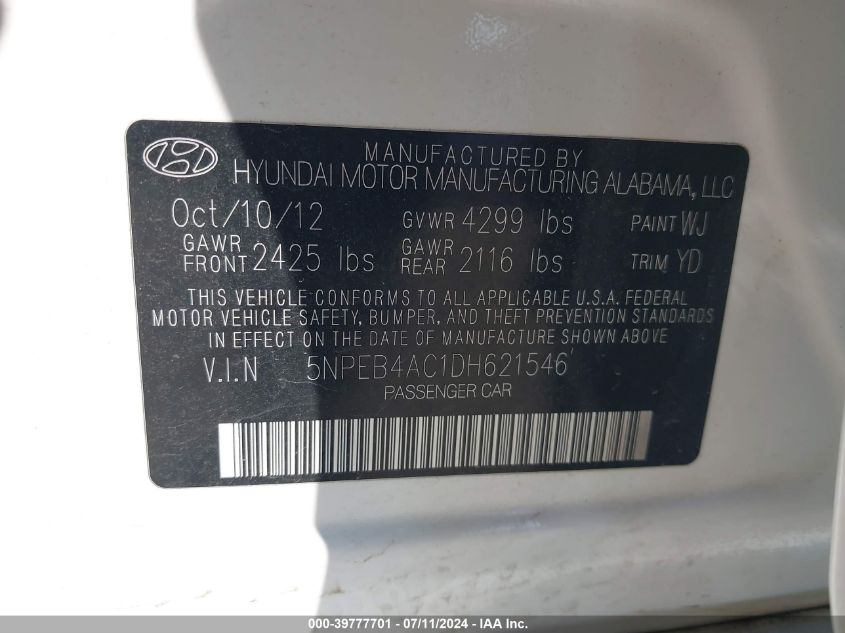 MANUFACTURED BY
HYUNDAI MOTOR MANUFACTURING ALABAMA, LLC
Oct/10/12 GVWR 4299 lbs PAINT WJ
GAWR FRONT 2425 lbs GAWR REAR 2116 lbs TRIM YD
THIS VEHICLE CONFORMS TO ALL APPLICABLE U.S.A. FEDERAL
MOTOR VEHICLE SAFETY, BUMPER, AND THEFT PREVENTION STANDARDS
IN EFFECT ON THE DATE OF MANUFACTURE SHOWN ABOVE
V.I.N 5NPEB4AC1DH621546
PASSENGER CAR
000-39777701 - 07/11/2024 - IAAI Inc.